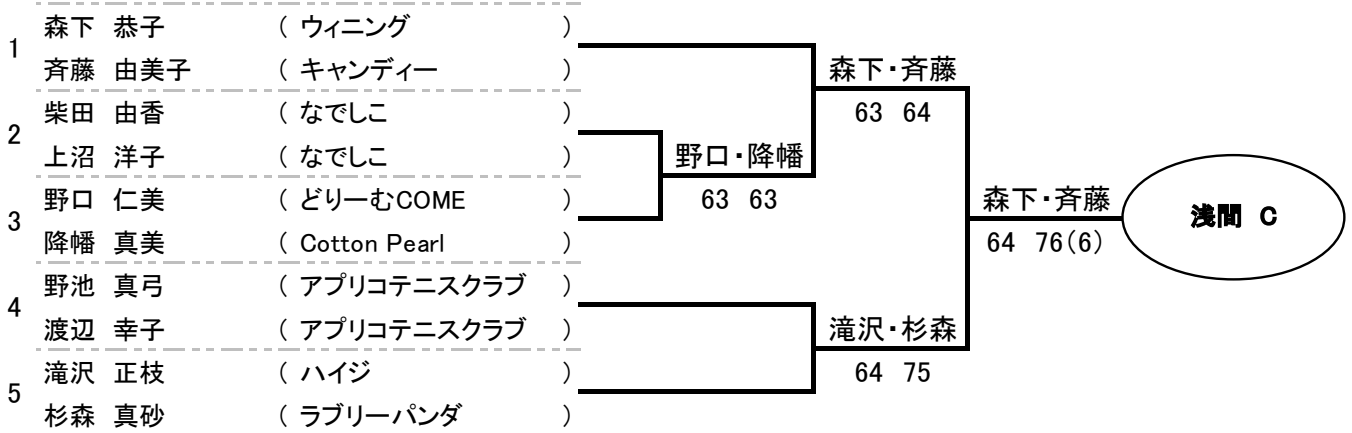 1
森下 恭子 ( ウィニング )
斉藤 由美子 ( キャンディー )
2
柴田 由香 ( なでしこ )
上沼 洋子 ( なでしこ )
3
野口 仁美 ( どりーむCOME )
降幡 真美 ( Cotton Pearl )
4
野池 真弓 ( アプリコテニスクラブ )
渡辺 幸子 ( アプリコテニスクラブ )
5
滝沢 正枝 ( ハイジ )
杉森 真砂 ( ラブリーパンダ )
野口・降幡
63 63
森下・斉藤
63 64
滝沢・杉森
64 75
森下・斉藤
64 76(6)
浅間 C